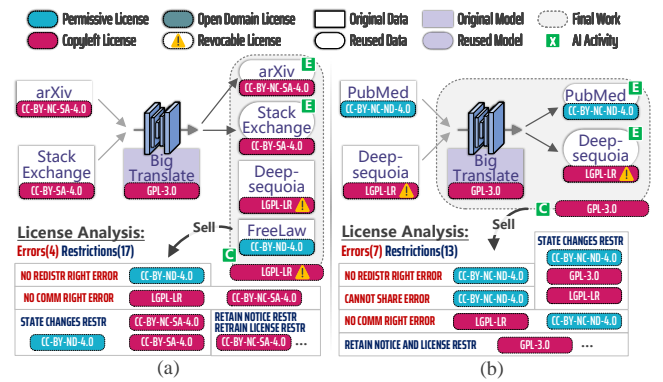 Permissive License
Open Domain License
Original Data
Original Model
Final Work
Copyleft License
Revocable License
Reused Data
Reused Model
X AI Activity
arXiv
CC-BY-NC-SA-4.0
Stack
Exchange
CC-BY-SA-4.0
Big
Translate
GPL-3.0
E
arXiv
CC-BY-NC-SA-4.0
E
Stack
Exchange
CC-BY-SA-4.0
Deep-
sequoia
LGPL-LR
FreeLaw
CC-BY-ND-4.0
C
LGPL-LR
Sell
License Analysis:
Errors(4) Restrictions(17)
NO REDISTR RIGHT ERROR
CC-BY-ND-4.0
NO COMM RIGHT ERROR
LGPL-LR
CC-BY-NC-SA-4.0
STATE CHANGES RESTR
CC-BY-NC-SA-4.0
CC-BY-ND-4.0
CC-BY-SA-4.0
RETAIN NOTICE RESTR
RETRAIN LICENSE RESTR
CC-BY-NC-SA-4.0 ...
(a)
PubMed
CC-BY-NC-ND-4.0
Deep-
sequoia
LGPL-LR
Big
Translate
GPL-3.0
E
PubMed
CC-BY-NC-ND-4.0
E
Deep-
sequoia
LGPL-LR
C
GPL-3.0
Sell
License Analysis:
Errors(7) Restrictions(13)
STATE CHANGES RESTR
CC-BY-NC-ND-4.0
GPL-3.0
LGPL-LR
NO REDISTR RIGHT ERROR
CC-BY-NC-ND-4.0
CANNOT SHARE ERROR
CC-BY-NC-ND-4.0
NO COMM RIGHT ERROR
LGPL-LR
CC-BY-NC-ND-4.0
RETAIN NOTICE AND LICENSE RESTR
GPL-3.0 ...
(b)